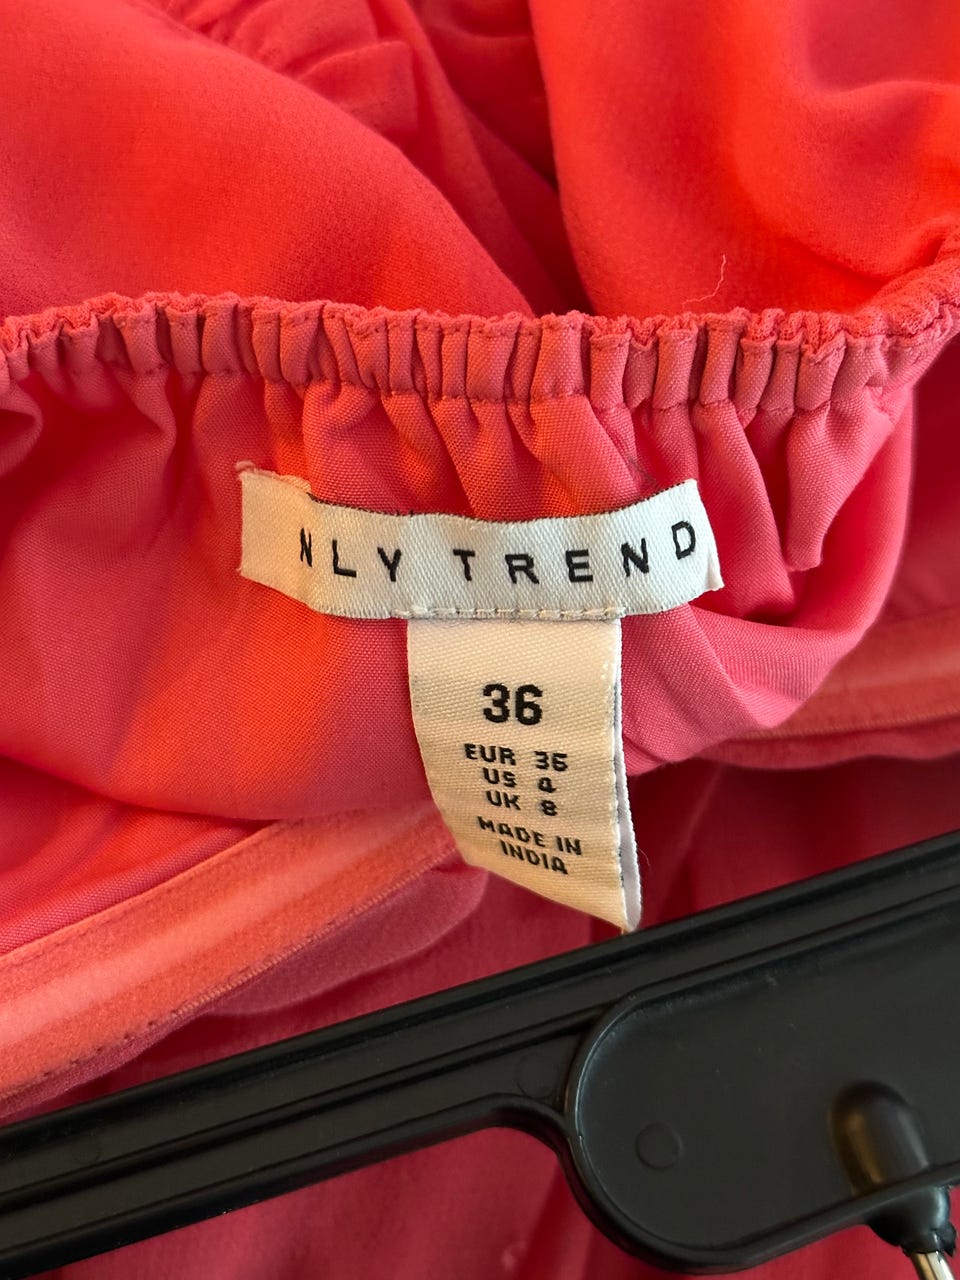 NLY TREND
36
EUR 36
US 4
UK 8
MADE IN
INDIA